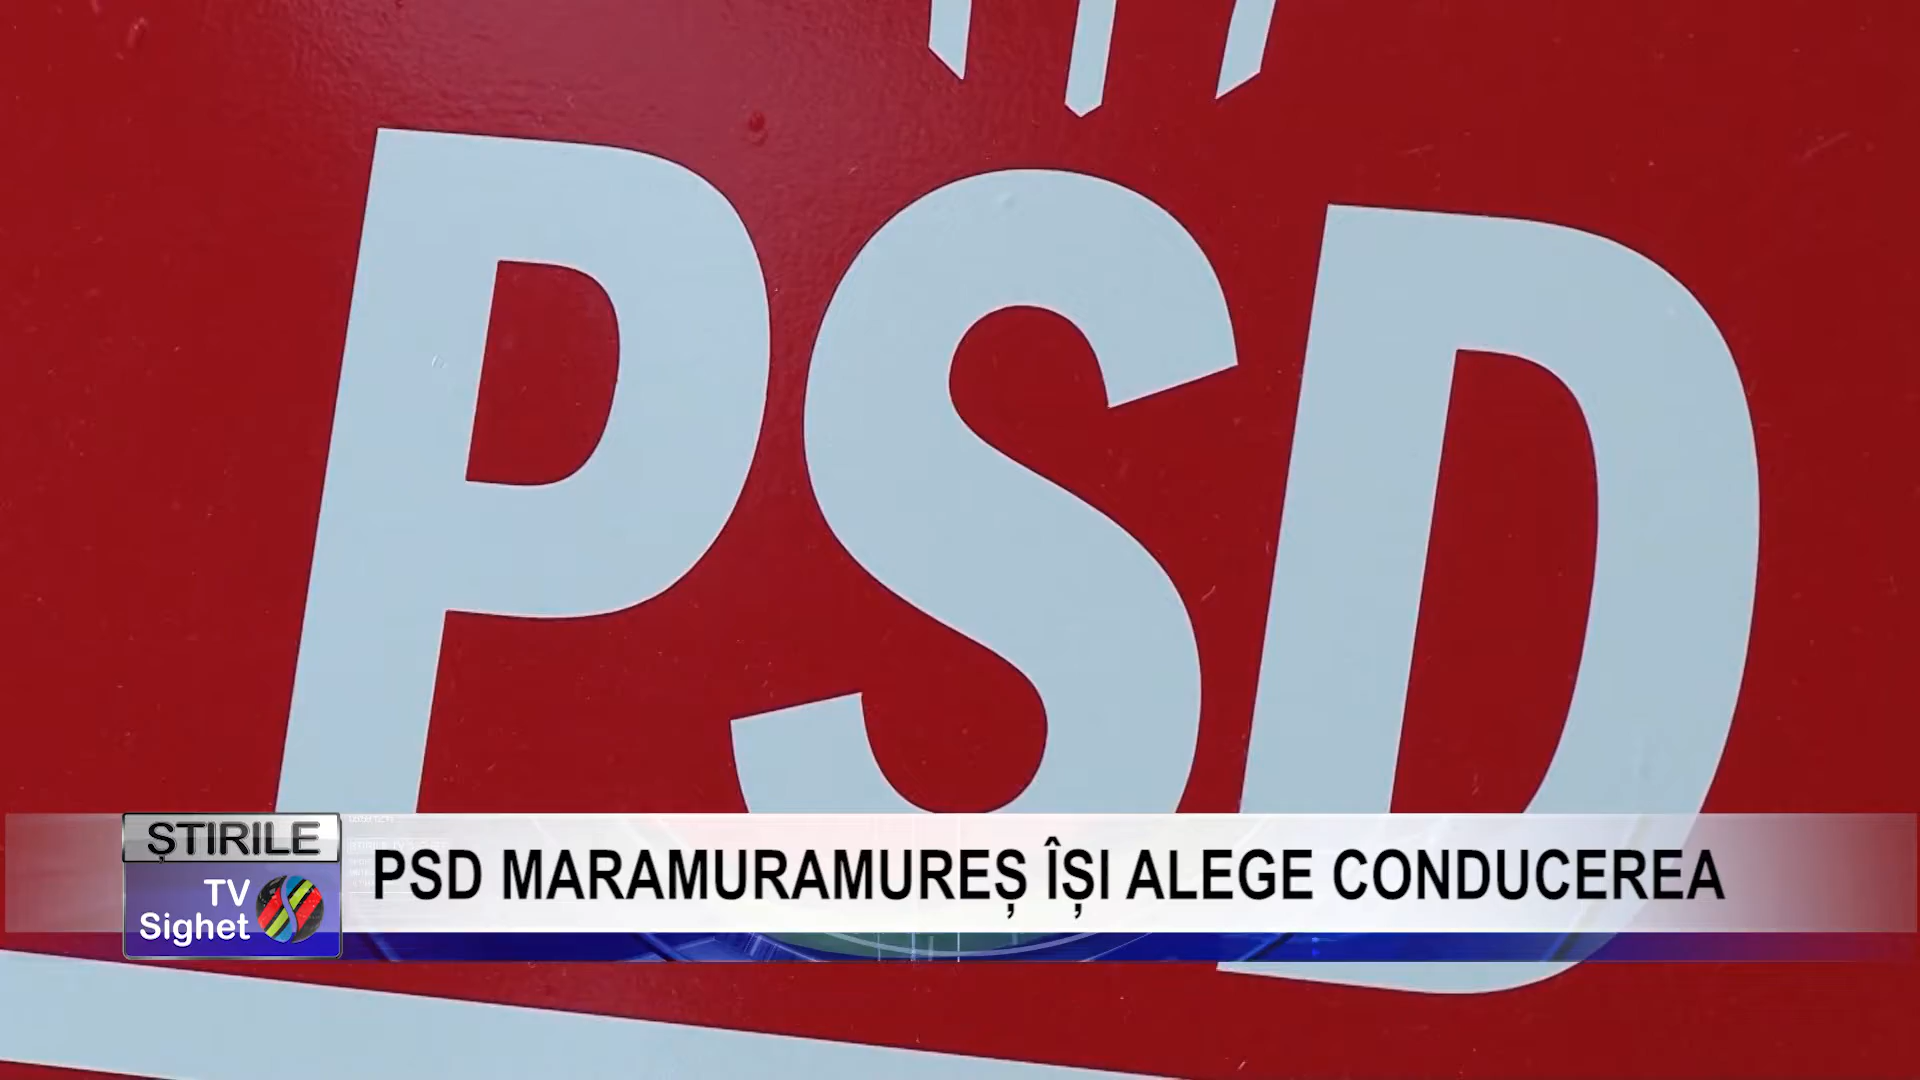 PSD
ȘTIRILE
TV
Sighet
PSD MARAMURAMUREȘ ÎȘI ALEGE CONDUCEREA